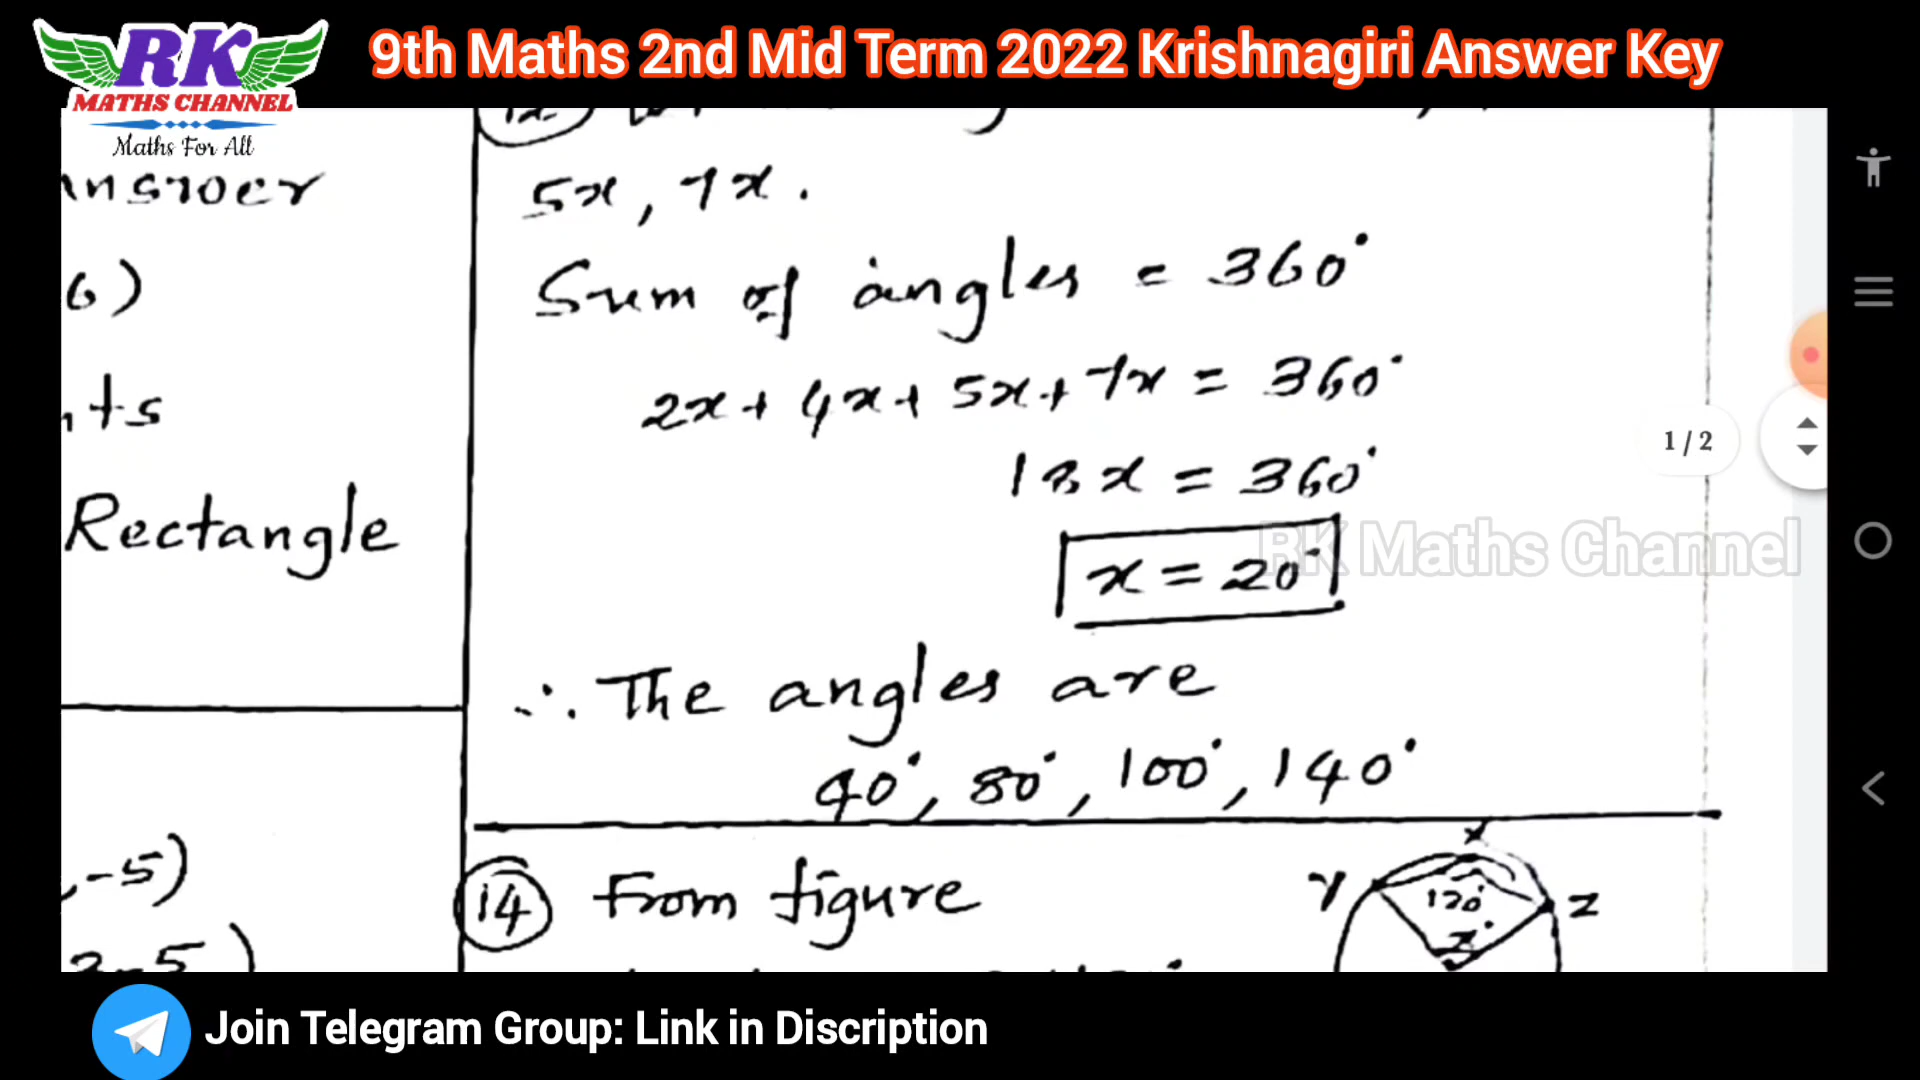 RK
MATHS CHANNEL
Maths For All
9th Maths 2nd Mid Term 2022 Krishnagiri Answer Key
6)
Rectangle
,-5)
5x, 7x.
Sum of angles = 360°
2x + 4x + 5x + 7x = 360°
18x = 360°
x = 20°
∴ The angles are
40°, 80°, 100°, 140°
14 From figure
Y X Z
120°
x°
1 / 2
RK Maths Channel
Join Telegram Group: Link in Discription